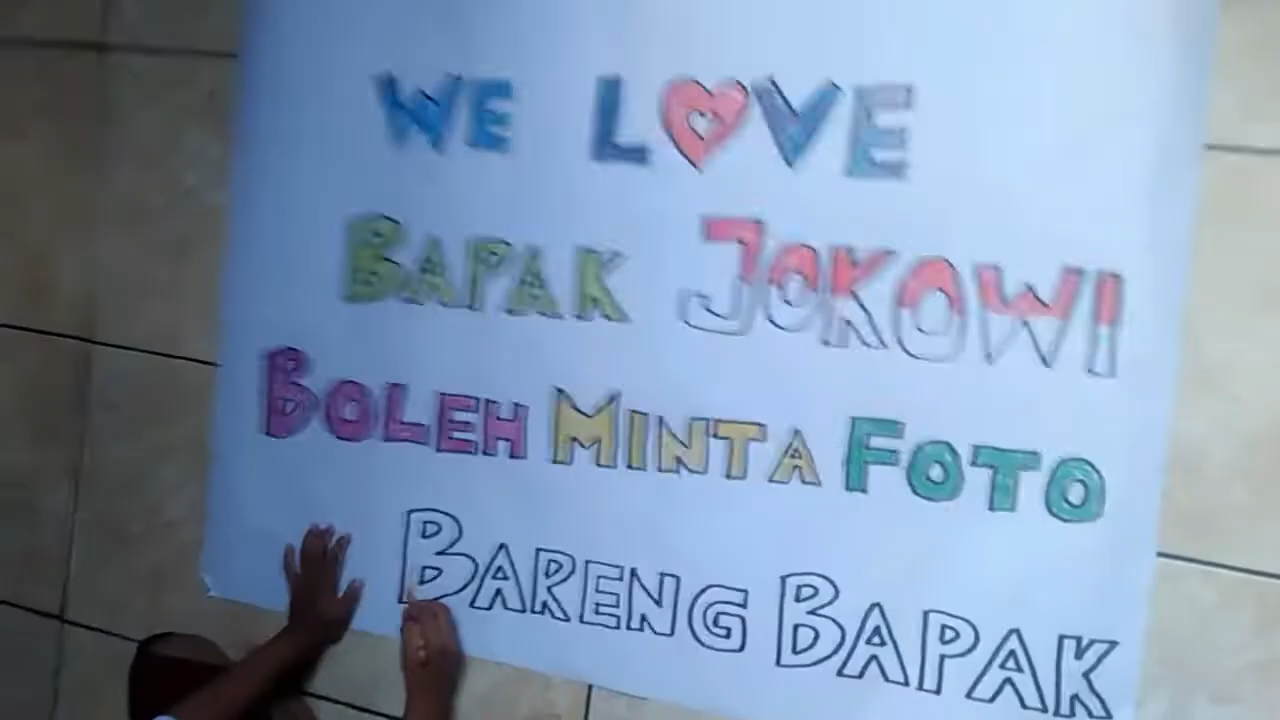 WE LOVE
BAPAK JOKOWI
BOLEH MINTA FOTO
BARENG BAPAK